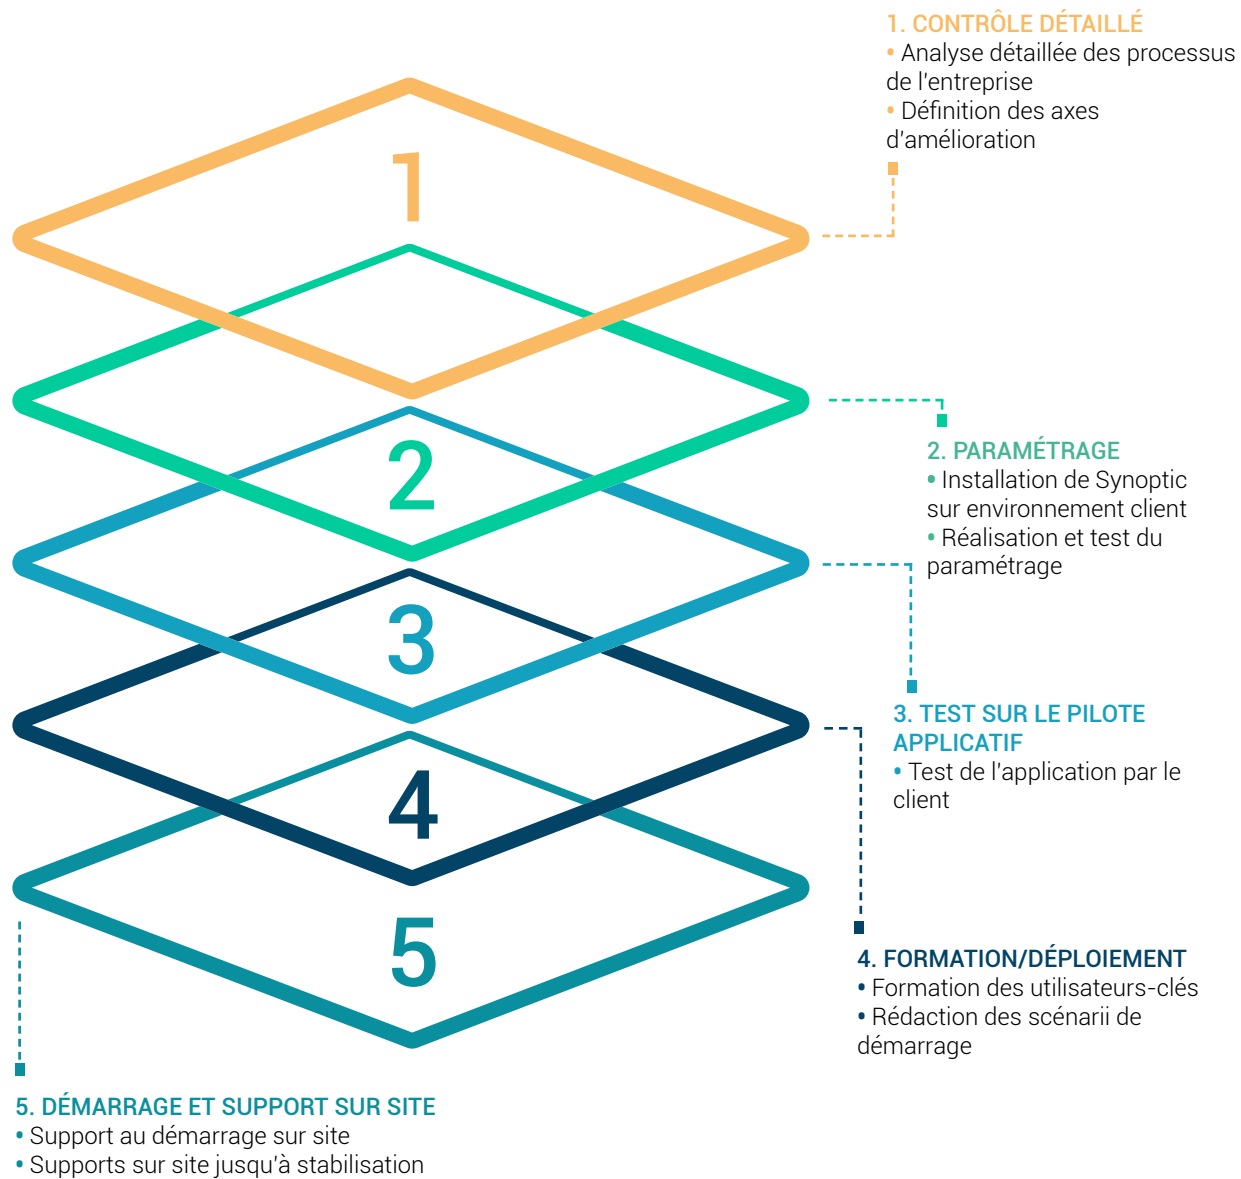 1. CONTRÔLE DÉTAILLÉ
• Analyse détaillée des processus
de l'entreprise
• Définition des axes
d'amélioration
1
2
2. PARAMÉTRAGE
• Installation de Synoptic
sur environnement client
• Réalisation et test du
paramétrage
3
3. TEST SUR LE PILOTE
APPLICATIF
• Test de l'application par le
client
4
5
4. FORMATION/DÉPLOIEMENT
• Formation des utilisateurs-clés
• Rédaction des scénarii de
démarrage
5. DÉMARRAGE ET SUPPORT SUR SITE
• Support au démarrage sur site
• Supports sur site jusqu'à stabilisation